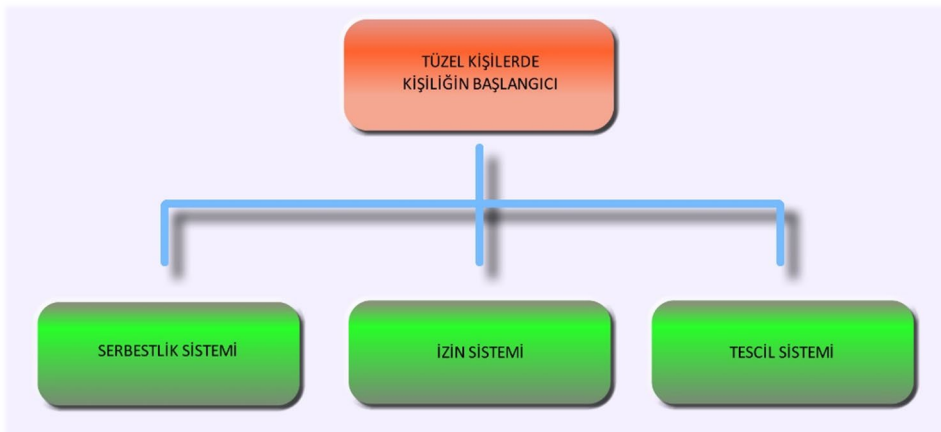 TÜZEL KİŞİLERDE
KİŞİLİĞİN BAŞLANGICI
SERBESTLİK SİSTEMİ
İZİN SİSTEMİ
TESCİL SİSTEMİ